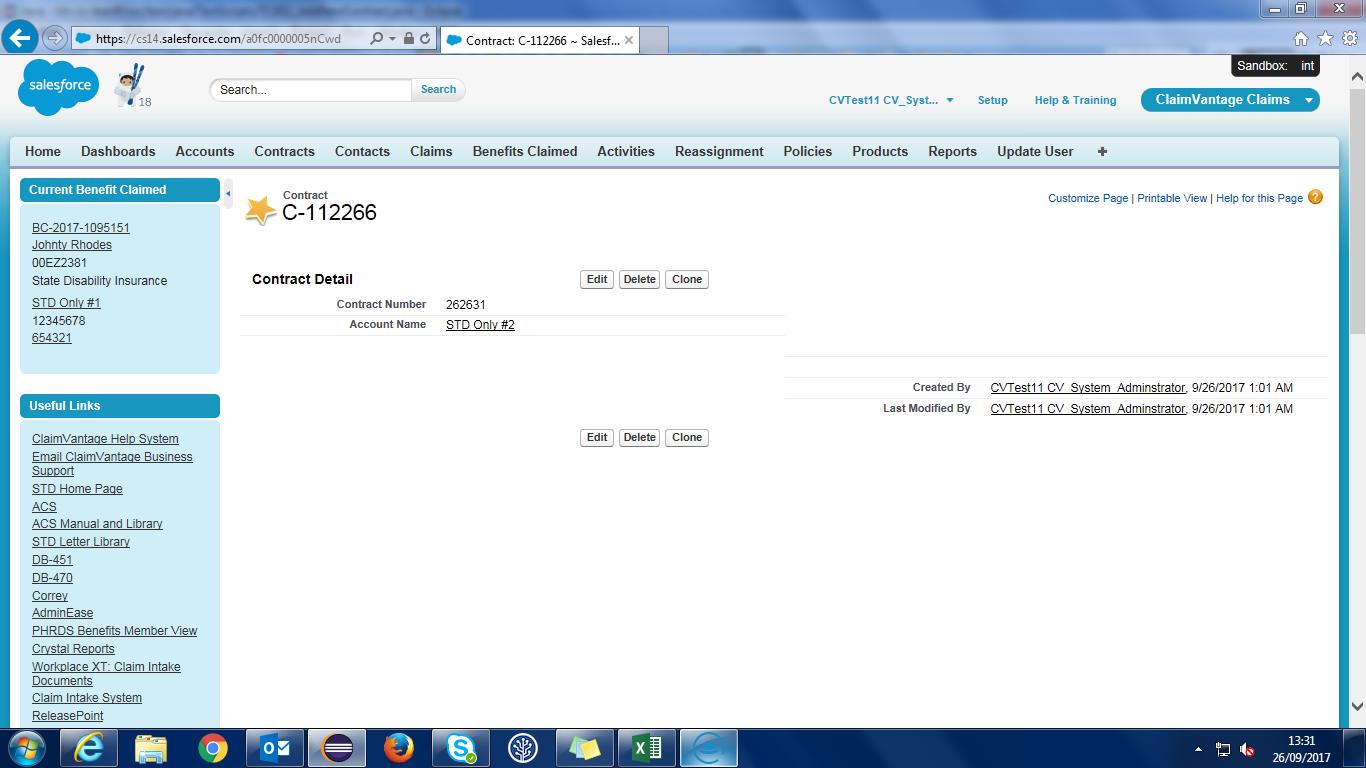 https://cs14.salesforce.com/a0fc0000005nCwd
Contract: C-112266 ~ Salesf...
Sandbox: int
salesforce
18
Search...
Search
CVTest11 CV_Syst...
Setup
Help & Training
ClaimVantage Claims
Home Dashboards Accounts Contracts Contacts Claims Benefits Claimed Activities Reassignment Policies Products Reports Update User +
Current Benefit Claimed
BC-2017-1095151
Johnty Rhodes
00EZ2381
State Disability Insurance
STD Only #1
12345678
654321
Useful Links
ClaimVantage Help System
Email ClaimVantage Business
Support
STD Home Page
ACS
ACS Manual and Library
STD Letter Library
DB-451
DB-470
Correy
AdminEase
PHRDS Benefits Member View
Crystal Reports
Workplace XT: Claim Intake
Documents
Claim Intake System
ReleasePoint
Contract
C-112266
Customize Page | Printable View | Help for this Page ?
Contract Detail
Edit Delete Clone
Contract Number 262631
Account Name STD Only #2
Created By CVTest11 CV_System_Adminstrator, 9/26/2017 1:01 AM
Last Modified By CVTest11 CV_System_Adminstrator, 9/26/2017 1:01 AM
Edit Delete Clone
13:31
26/09/2017